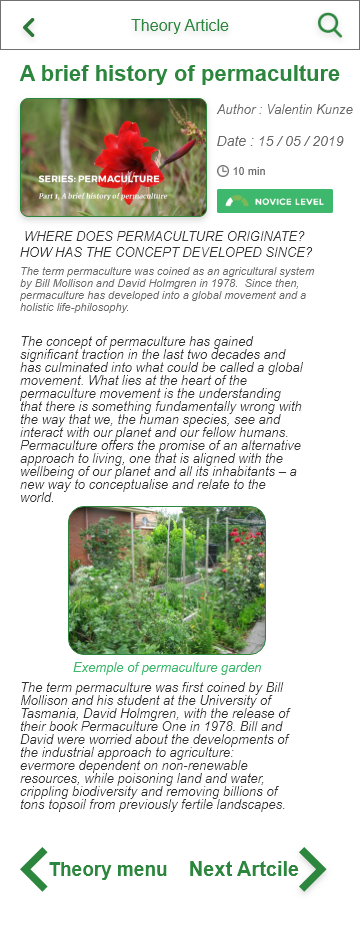 Theory Article
A brief history of permaculture
SERIES: PERMACULTURE
Part 1, A brief history of permaculture
Author : Valentin Kunze
Date : 15 / 05 / 2019
10 min
NOVICE LEVEL
WHERE DOES PERMACULTURE ORIGINATE?
HOW HAS THE CONCEPT DEVELOPED SINCE?
The term permaculture was coined as an agricultural system
by Bill Mollison and David Holmgren in 1978. Since then,
permaculture has developed into a global movement and a
holistic life-philosophy.
The concept of permaculture has gained
significant traction in the last two decades and
has culminated into what could be called a global
movement. What lies at the heart of the
permaculture movement is the understanding
that there is something fundamentally wrong with
the way that we, the human species, see and
interact with our planet and our fellow humans.
Permaculture offers the promise of an alternative
approach to living, one that is aligned with the
wellbeing of our planet and all its inhabitants – a
new way to conceptualise and relate to the
world.
Exemple of permaculture garden
The term permaculture was first coined by Bill
Mollison and his student at the University of
Tasmania, David Holmgren, with the release of
their book Permaculture One in 1978. Bill and
David were worried about the developments of
the industrial approach to agriculture:
evermore dependent on non-renewable
resources, while poisoning land and water,
crippling biodiversity and removing billions of
tons topsoil from previously fertile landscapes.
Theory menu
Next Artcile